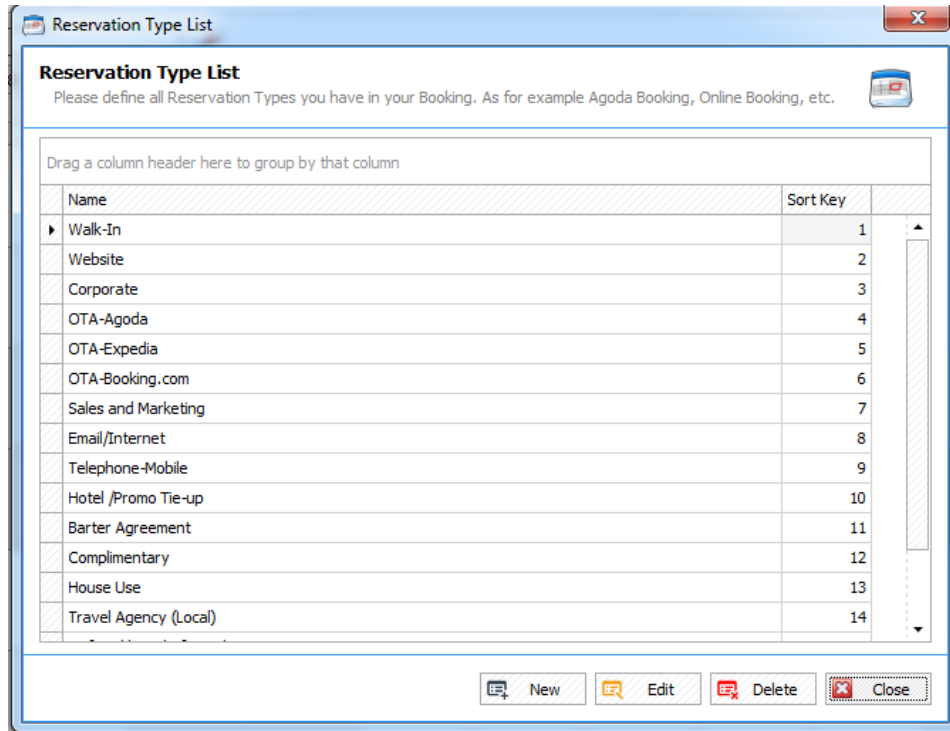 Reservation Type List
Reservation Type List
Please define all Reservation Types you have in your Booking. As for example Agoda Booking, Online Booking, etc.
Drag a column header here to group by that column
Name Sort Key
Walk-In 1
Website 2
Corporate 3
OTA-Agoda 4
OTA-Expedia 5
OTA-Booking.com 6
Sales and Marketing 7
Email/Internet 8
Telephone-Mobile 9
Hotel /Promo Tie-up 10
Barter Agreement 11
Complimentary 12
House Use 13
Travel Agency (Local) 14
New Edit Delete Close